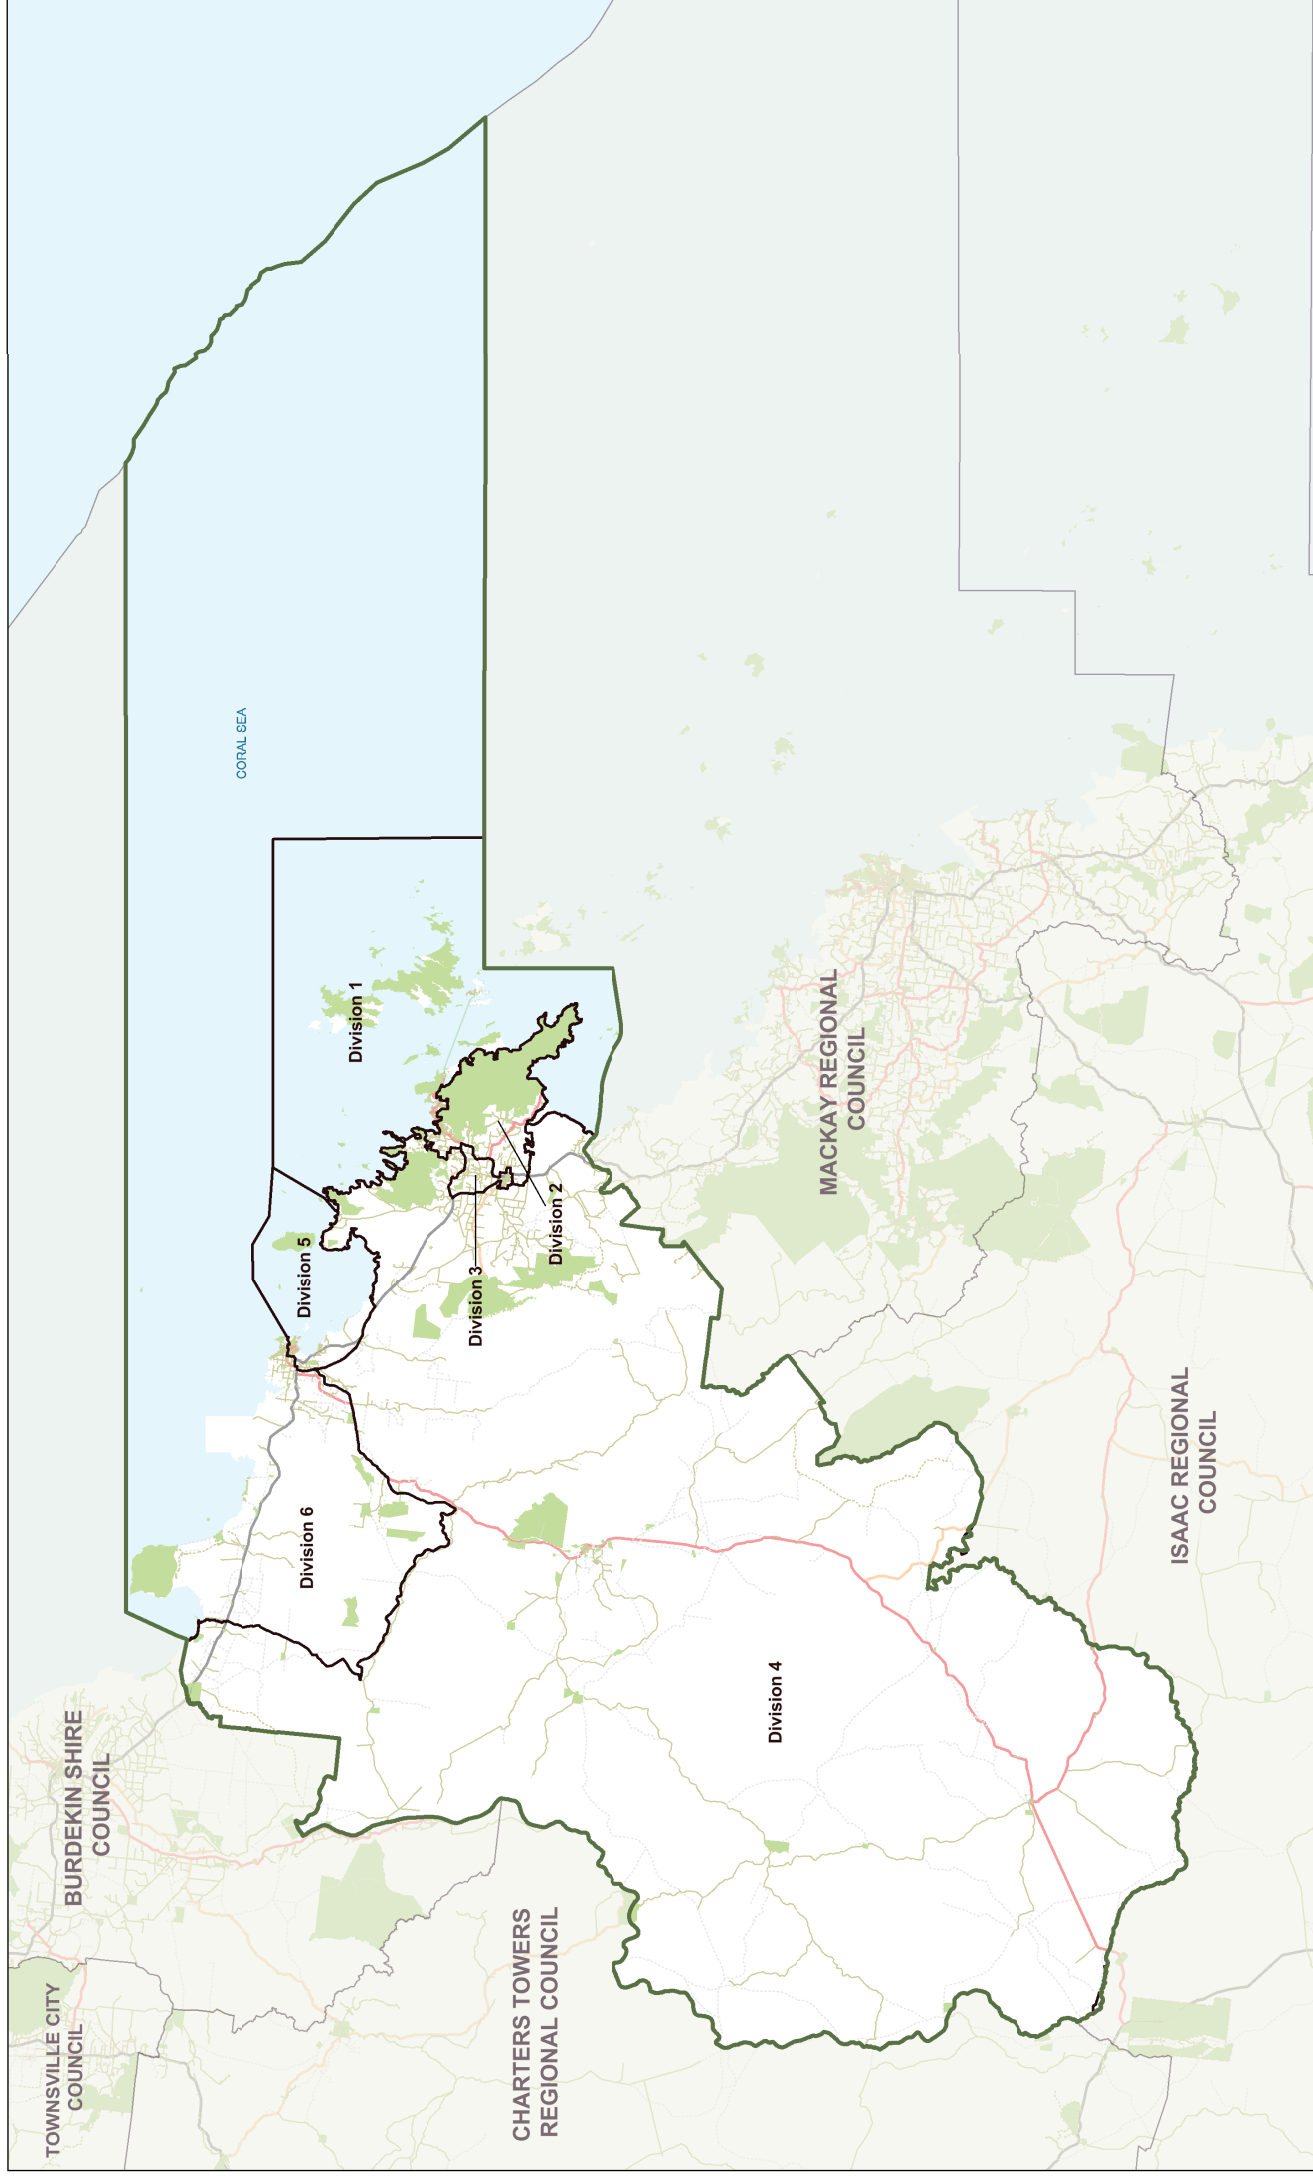 TOWNSVILLE CITY
COUNCIL
BURDEKIN SHIRE
COUNCIL
CORAL SEA
Division 6
Division 5
Division 1
CHARTERS TOWERS
REGIONAL COUNCIL
Division 3
Division 2
Division 4
MACKAY REGIONAL
COUNCIL
ISAAC REGIONAL
COUNCIL